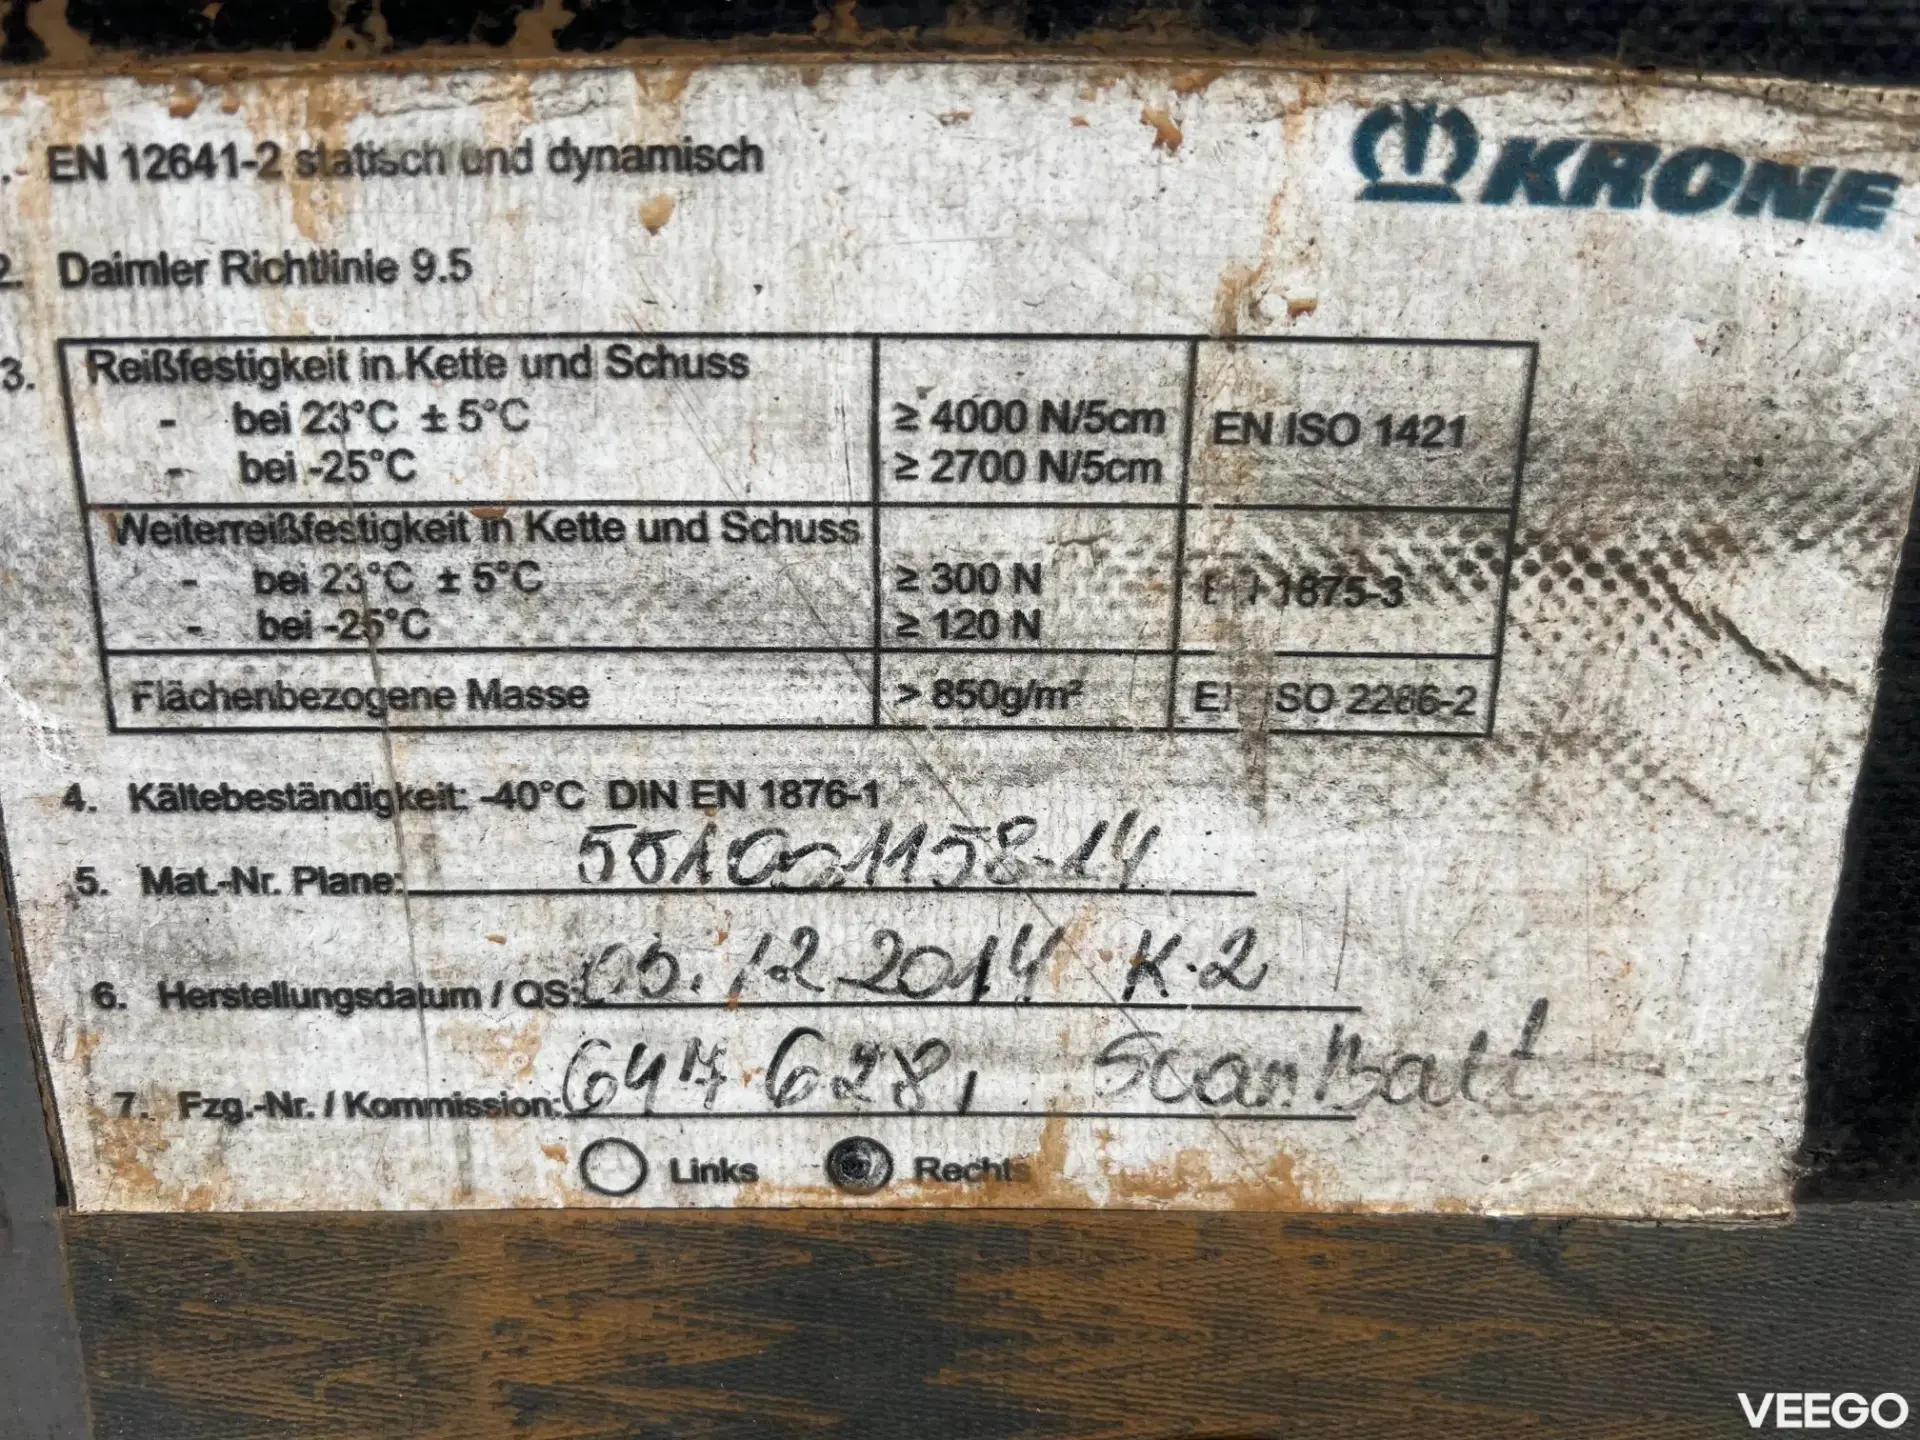 KRONE
. EN 12641-2 statisch und dynamisch
2. Daimler Richtlinie 9.5
3. Reißfestigkeit in Kette und Schuss
- bei 23°C ± 5°C ≥ 4000 N/5cm EN ISO 1421
- bei -25°C ≥ 2700 N/5cm
Weiterreißfestigkeit in Kette und Schuss
- bei 23°C ± 5°C ≥ 300 N 1875-3
- bei -25°C ≥ 120 N
Flächenbezogene Masse > 850g/m² SO 2286-2
4. Kältebeständigkeit: -40°C DIN EN 1876-1
5. Mat.-Nr. Plane:
6. Herstellungsdatum / QS: 05.12.2014 K.2
7. Fzg.-Nr. / Kommission: 647628, ScanBalt
Links Rechts
VEEGO